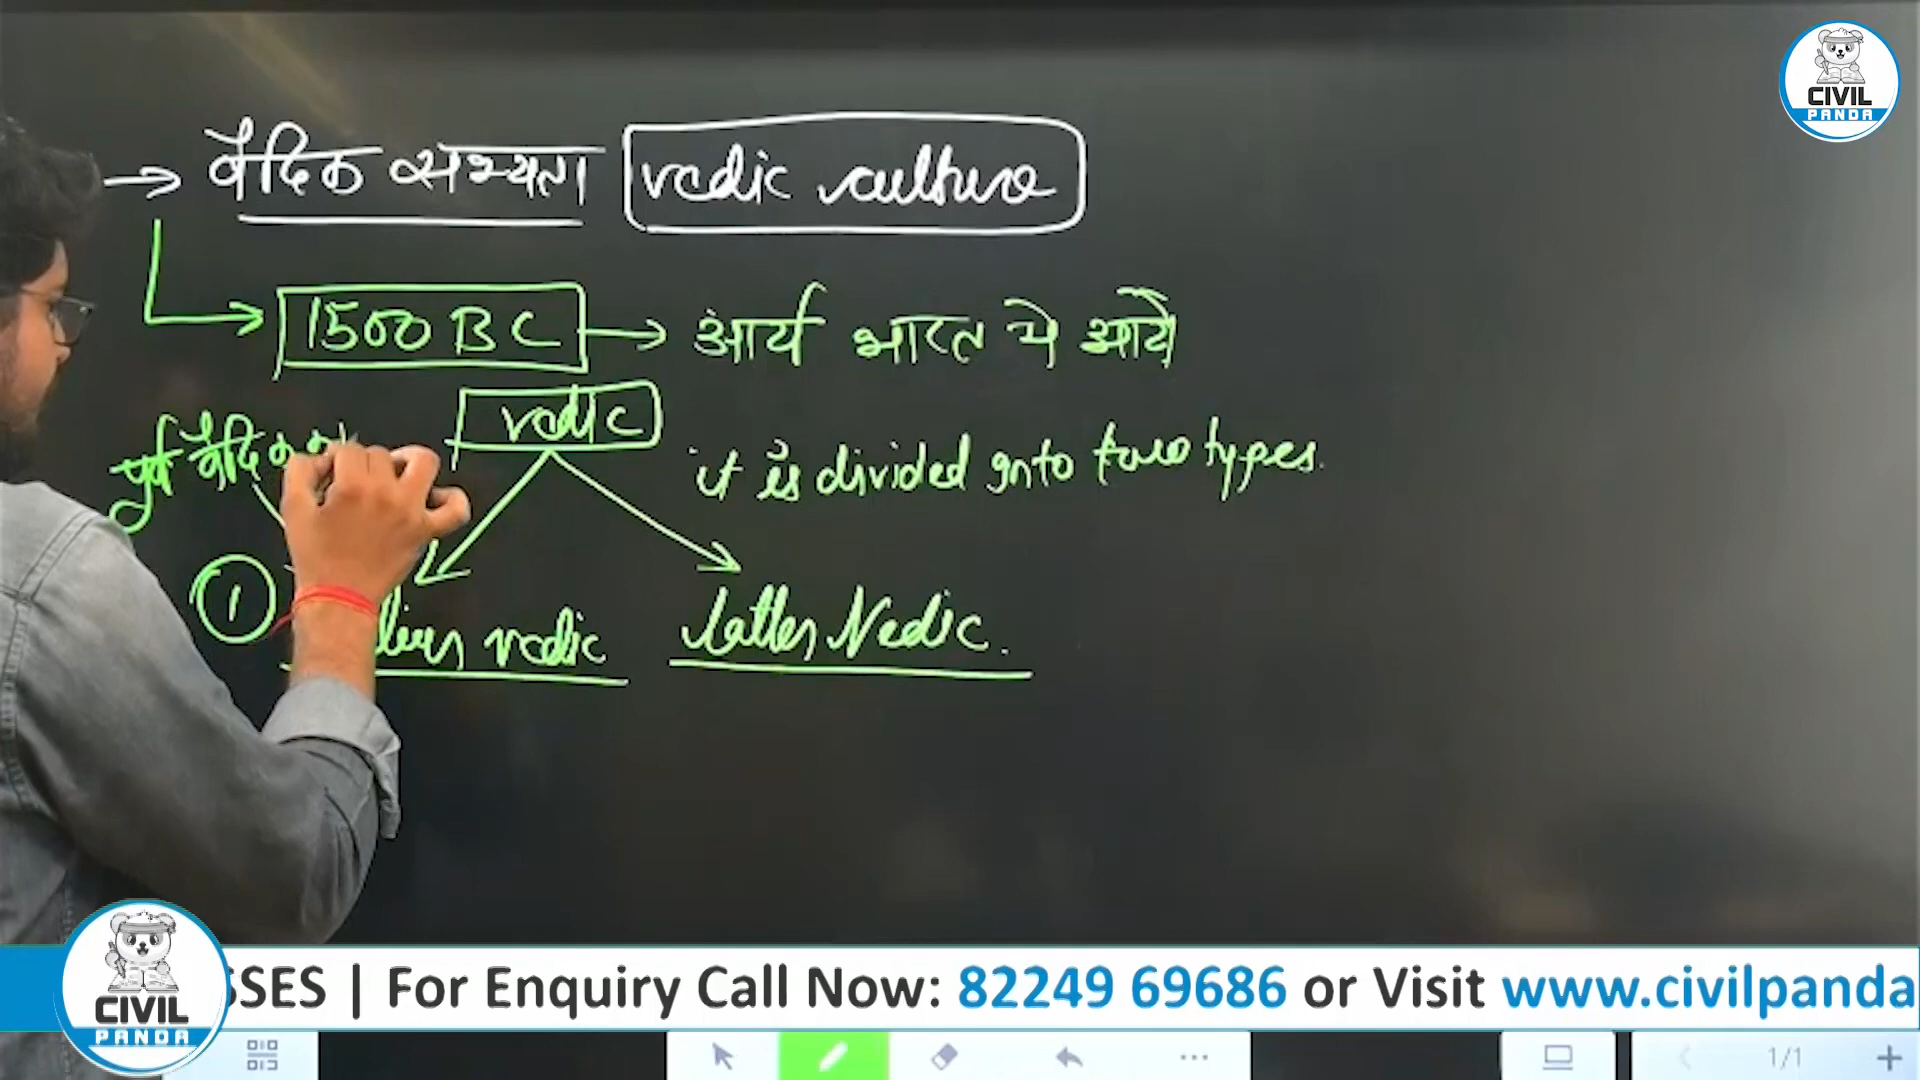 CIVIL
PANDA
→ वैदिक सभ्यता vedic culture
1500 BC → आर्य भारत मे आये
vedic
पूर्व वैदिक
it is divided into two types.
1
vedic
latter Vedic.
SSES | For Enquiry Call Now: 82249 69686 or Visit www.civilpanda
CIVIL
PANDA
1/1